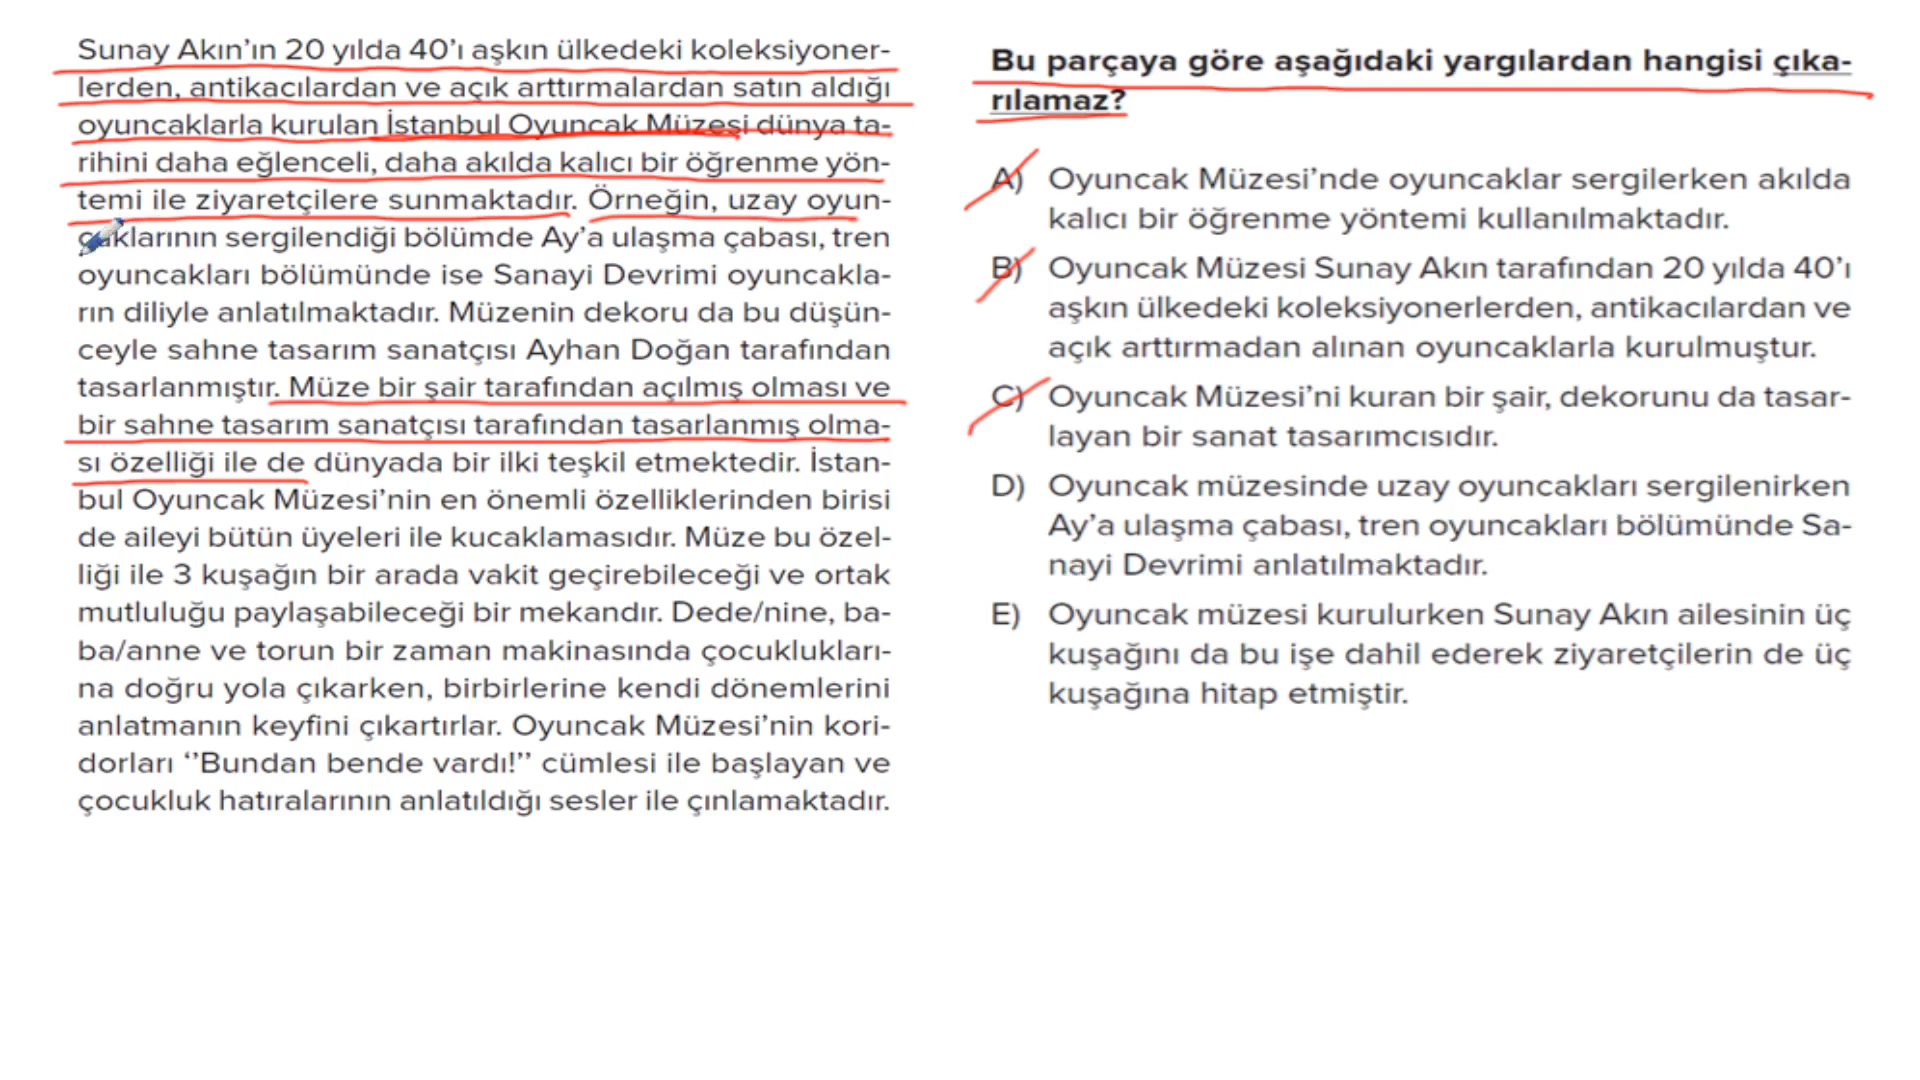 Sunay Akın’ın 20 yılda 40’ı aşkın ülkedeki koleksiyoner-
lerden, antikacılardan ve açık arttırmalardan satın aldığı
oyuncaklarla kurulan İstanbul Oyuncak Müzesi dünya ta-
rihini daha eğlenceli, daha akılda kalıcı bir öğrenme yön-
temi ile ziyaretçilere sunmaktadır. Örneğin, uzay oyun-
caklarının sergilendiği bölümde Ay’a ulaşma çabası, tren
oyuncakları bölümünde ise Sanayi Devrimi oyuncakla-
rın diliyle anlatılmaktadır. Müzenin dekoru da bu düşün-
ceyle sahne tasarım sanatçısı Ayhan Doğan tarafından
tasarlanmıştır. Müze bir şair tarafından açılmış olması ve
bir sahne tasarım sanatçısı tarafından tasarlanmış olma-
sı özelliği ile de dünyada bir ilki teşkil etmektedir. İstan-
bul Oyuncak Müzesi’nin en önemli özelliklerinden birisi
de aileyi bütün üyeleri ile kucaklamasıdır. Müze bu özel-
liği ile 3 kuşağın bir arada vakit geçirebileceği ve ortak
mutluluğu paylaşabileceği bir mekandır. Dede/nine, ba-
ba/anne ve torun bir zaman makinasında çocuklukları-
na doğru yola çıkarken, birbirlerine kendi dönemlerini
anlatmanın keyfini çıkartırlar. Oyuncak Müzesi’nin kori-
dorları ‘’Bundan bende vardı!’’ cümlesi ile başlayan ve
çocukluk hatıralarının anlatıldığı sesler ile çınlamaktadır.
Bu parçaya göre aşağıdaki yargılardan hangisi çıka-
rılamaz?
A) Oyuncak Müzesi’nde oyuncaklar sergilerken akılda
kalıcı bir öğrenme yöntemi kullanılmaktadır.
B) Oyuncak Müzesi Sunay Akın tarafından 20 yılda 40’ı
aşkın ülkedeki koleksiyonerlerden, antikacılardan ve
açık arttırmadan alınan oyuncaklarla kurulmuştur.
C) Oyuncak Müzesi’ni kuran bir şair, dekorunu da tasar-
layan bir sanat tasarımcısıdır.
D) Oyuncak müzesinde uzay oyuncakları sergilenirken
Ay’a ulaşma çabası, tren oyuncakları bölümünde Sa-
nayi Devrimi anlatılmaktadır.
E) Oyuncak müzesi kurulurken Sunay Akın ailesinin üç
kuşağını da bu işe dahil ederek ziyaretçilerin de üç
kuşağına hitap etmiştir.